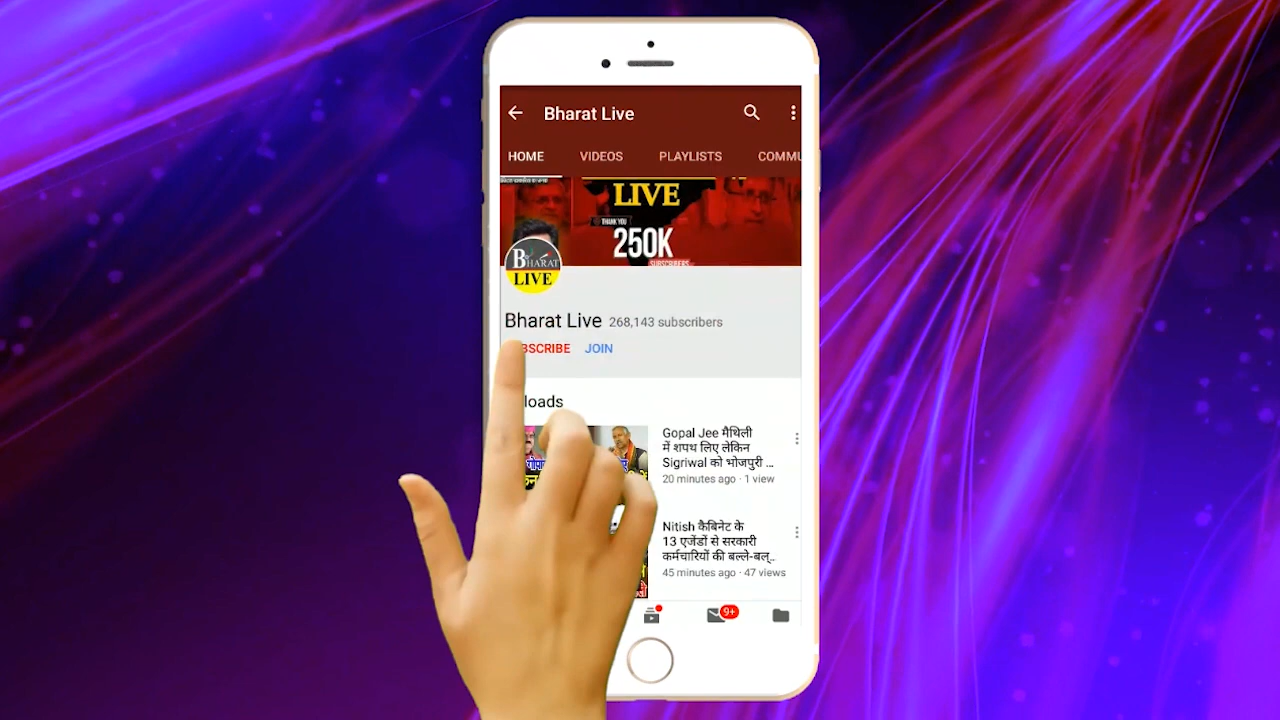 Bharat Live
HOME VIDEOS PLAYLISTS COMMU
LIVE
THANK YOU
250K
SUBSCRIBERS
BHARAT
LIVE
Bharat Live 268,143 subscribers
BSCRIBE JOIN
loads
Gopal Jee मैथिली
में शपथ लिए लेकिन
Sigriwal को भोजपुरी ...
20 minutes ago · 1 view
Nitish कैबिनेट के
13 एजेंडों से सरकारी
कर्मचारियों की बल्ले-बल्..
45 minutes ago · 47 views
9+